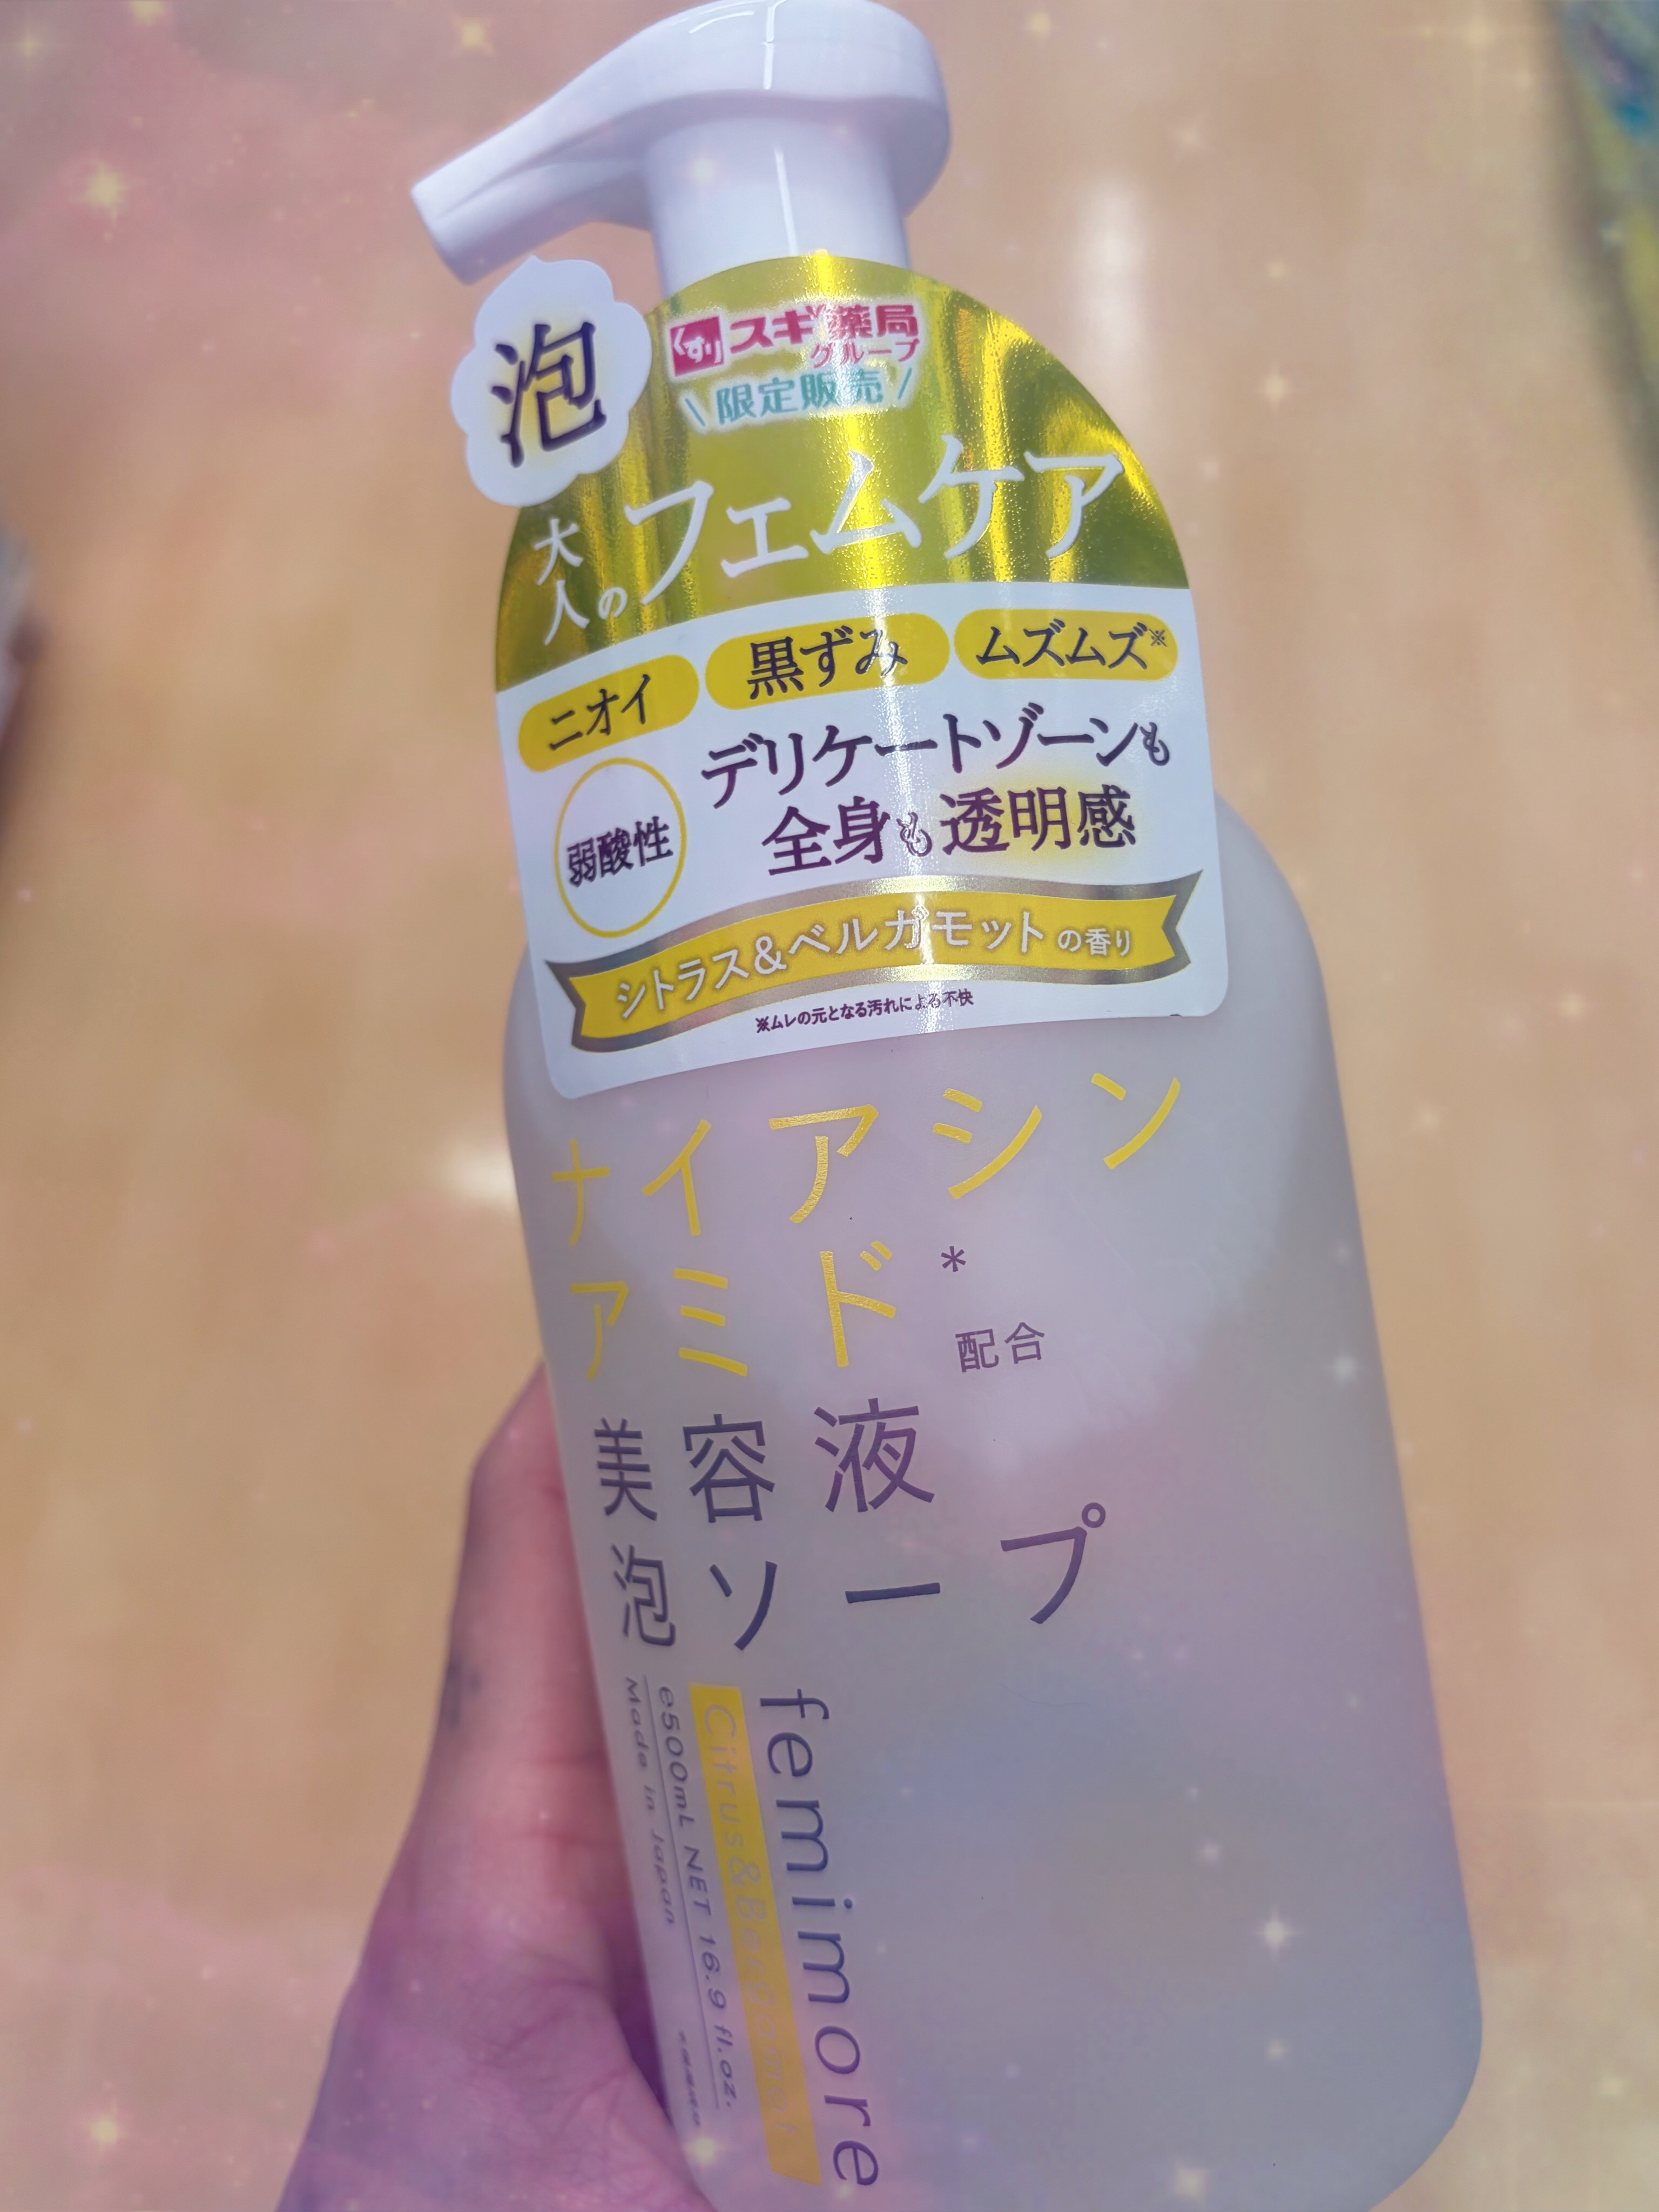 泡
くすり スギ薬局
グループ
\ 限定販売 /
大人のフェムケア
ニオイ 黒ずみ ムズムズ※
弱酸性
デリケートゾーンも
全身も透明感
シトラス&ベルガモットの香り
※ムレの元となる汚れによる不快
ナイアシン
アミド*
配合
美容液
泡ソープ
femimore
Citrus&Bergamot
e500mL NET 16.9 fl.oz.
Made in Japan